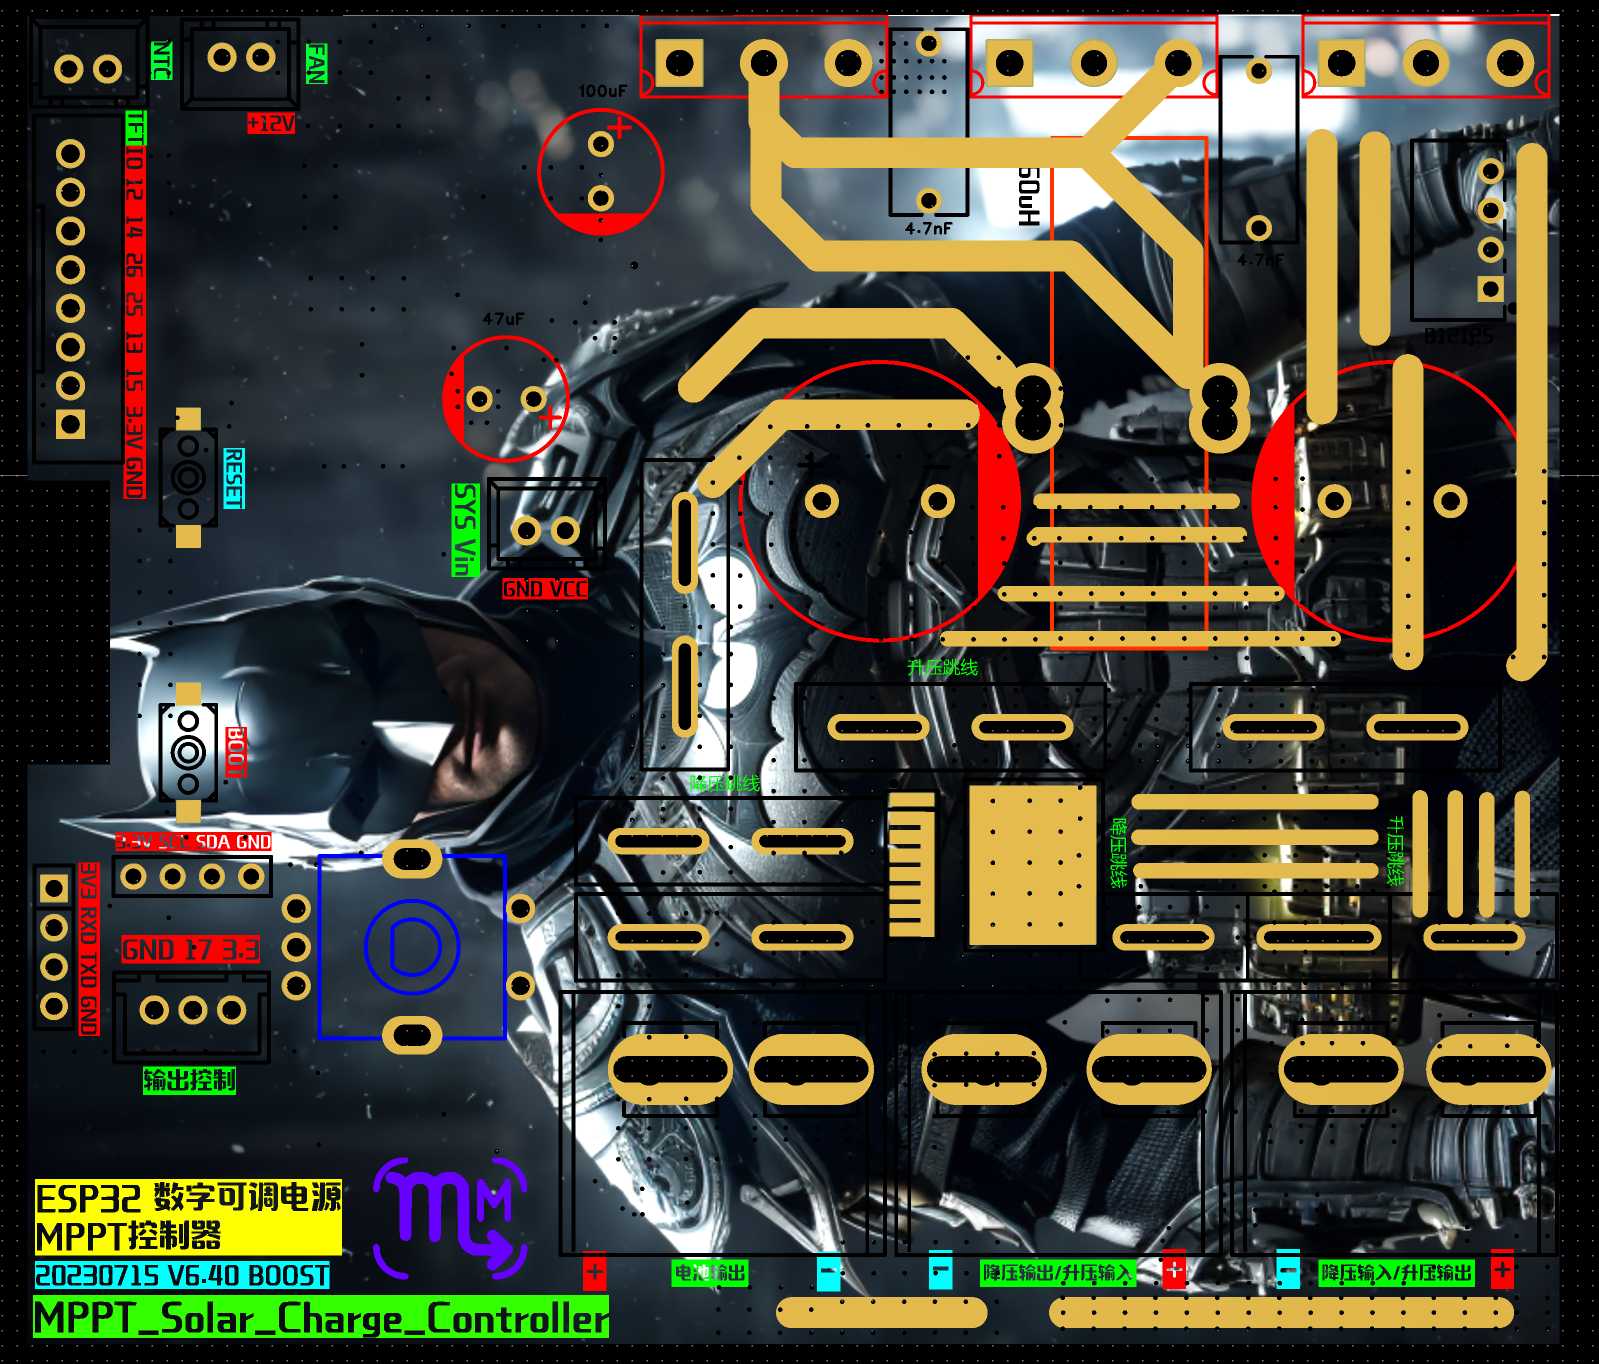 NTC
FAN
+12V
TFT
IO 12 14 26 25 13 15 3.3V GND
100uF
4.7nF
4.7nF
B1212S
47uF
RESET
SYS Vin
GND VCC
升压跳线
降压跳线
BOOT
降压跳线
升压跳线
3.3V SCC SDA GND
3V3 RXD TXD GND
GND 17 3.3
输出控制
ESP32 数字可调电源
MPPT控制器
20230715 V6.40 BOOST
MPPT_Solar_Charge_Controller
+ 电池输出 -
- 降压输出/升压输入 +
- 降压输入/升压输出 +